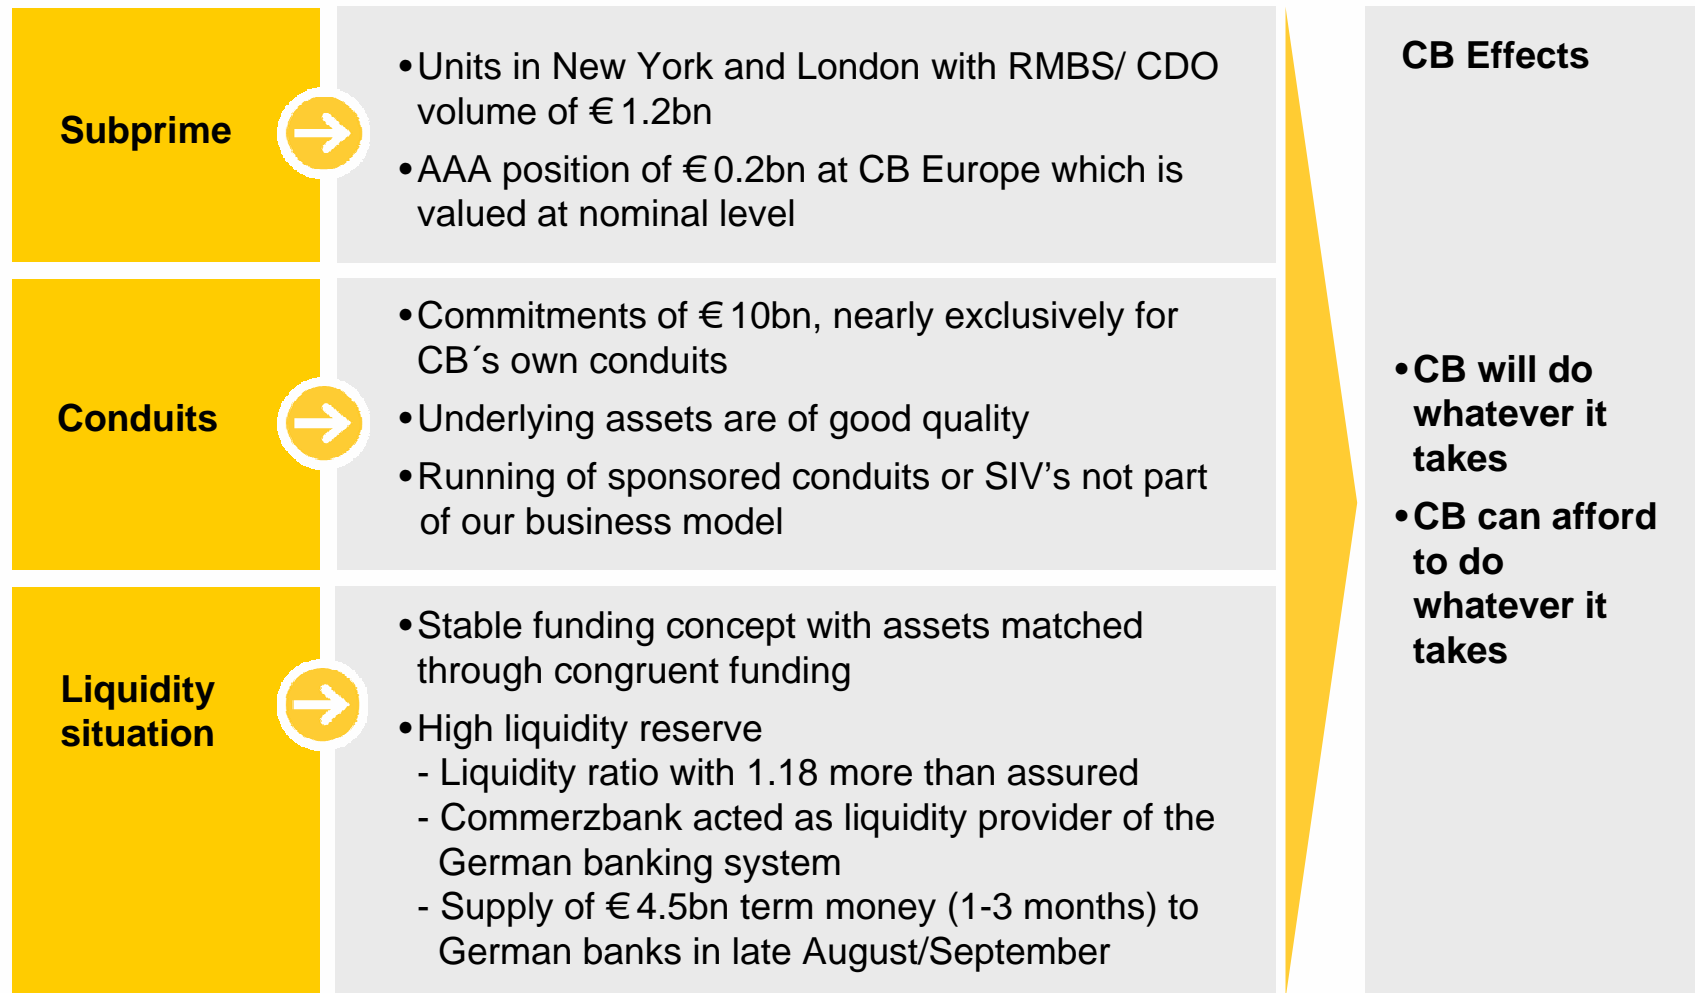 Subprime
•Units in New York and London with RMBS/ CDO
volume of € 1.2bn
•AAA position of € 0.2bn at CB Europe which is
valued at nominal level
Conduits
•Commitments of € 10bn, nearly exclusively for
CB´s own conduits
•Underlying assets are of good quality
•Running of sponsored conduits or SIV’s not part
of our business model
Liquidity
situation
•Stable funding concept with assets matched
through congruent funding
•High liquidity reserve
- Liquidity ratio with 1.18 more than assured
- Commerzbank acted as liquidity provider of the
German banking system
- Supply of € 4.5bn term money (1-3 months) to
German banks in late August/September
CB Effects
•CB will do
whatever it
takes
•CB can afford
to do
whatever it
takes